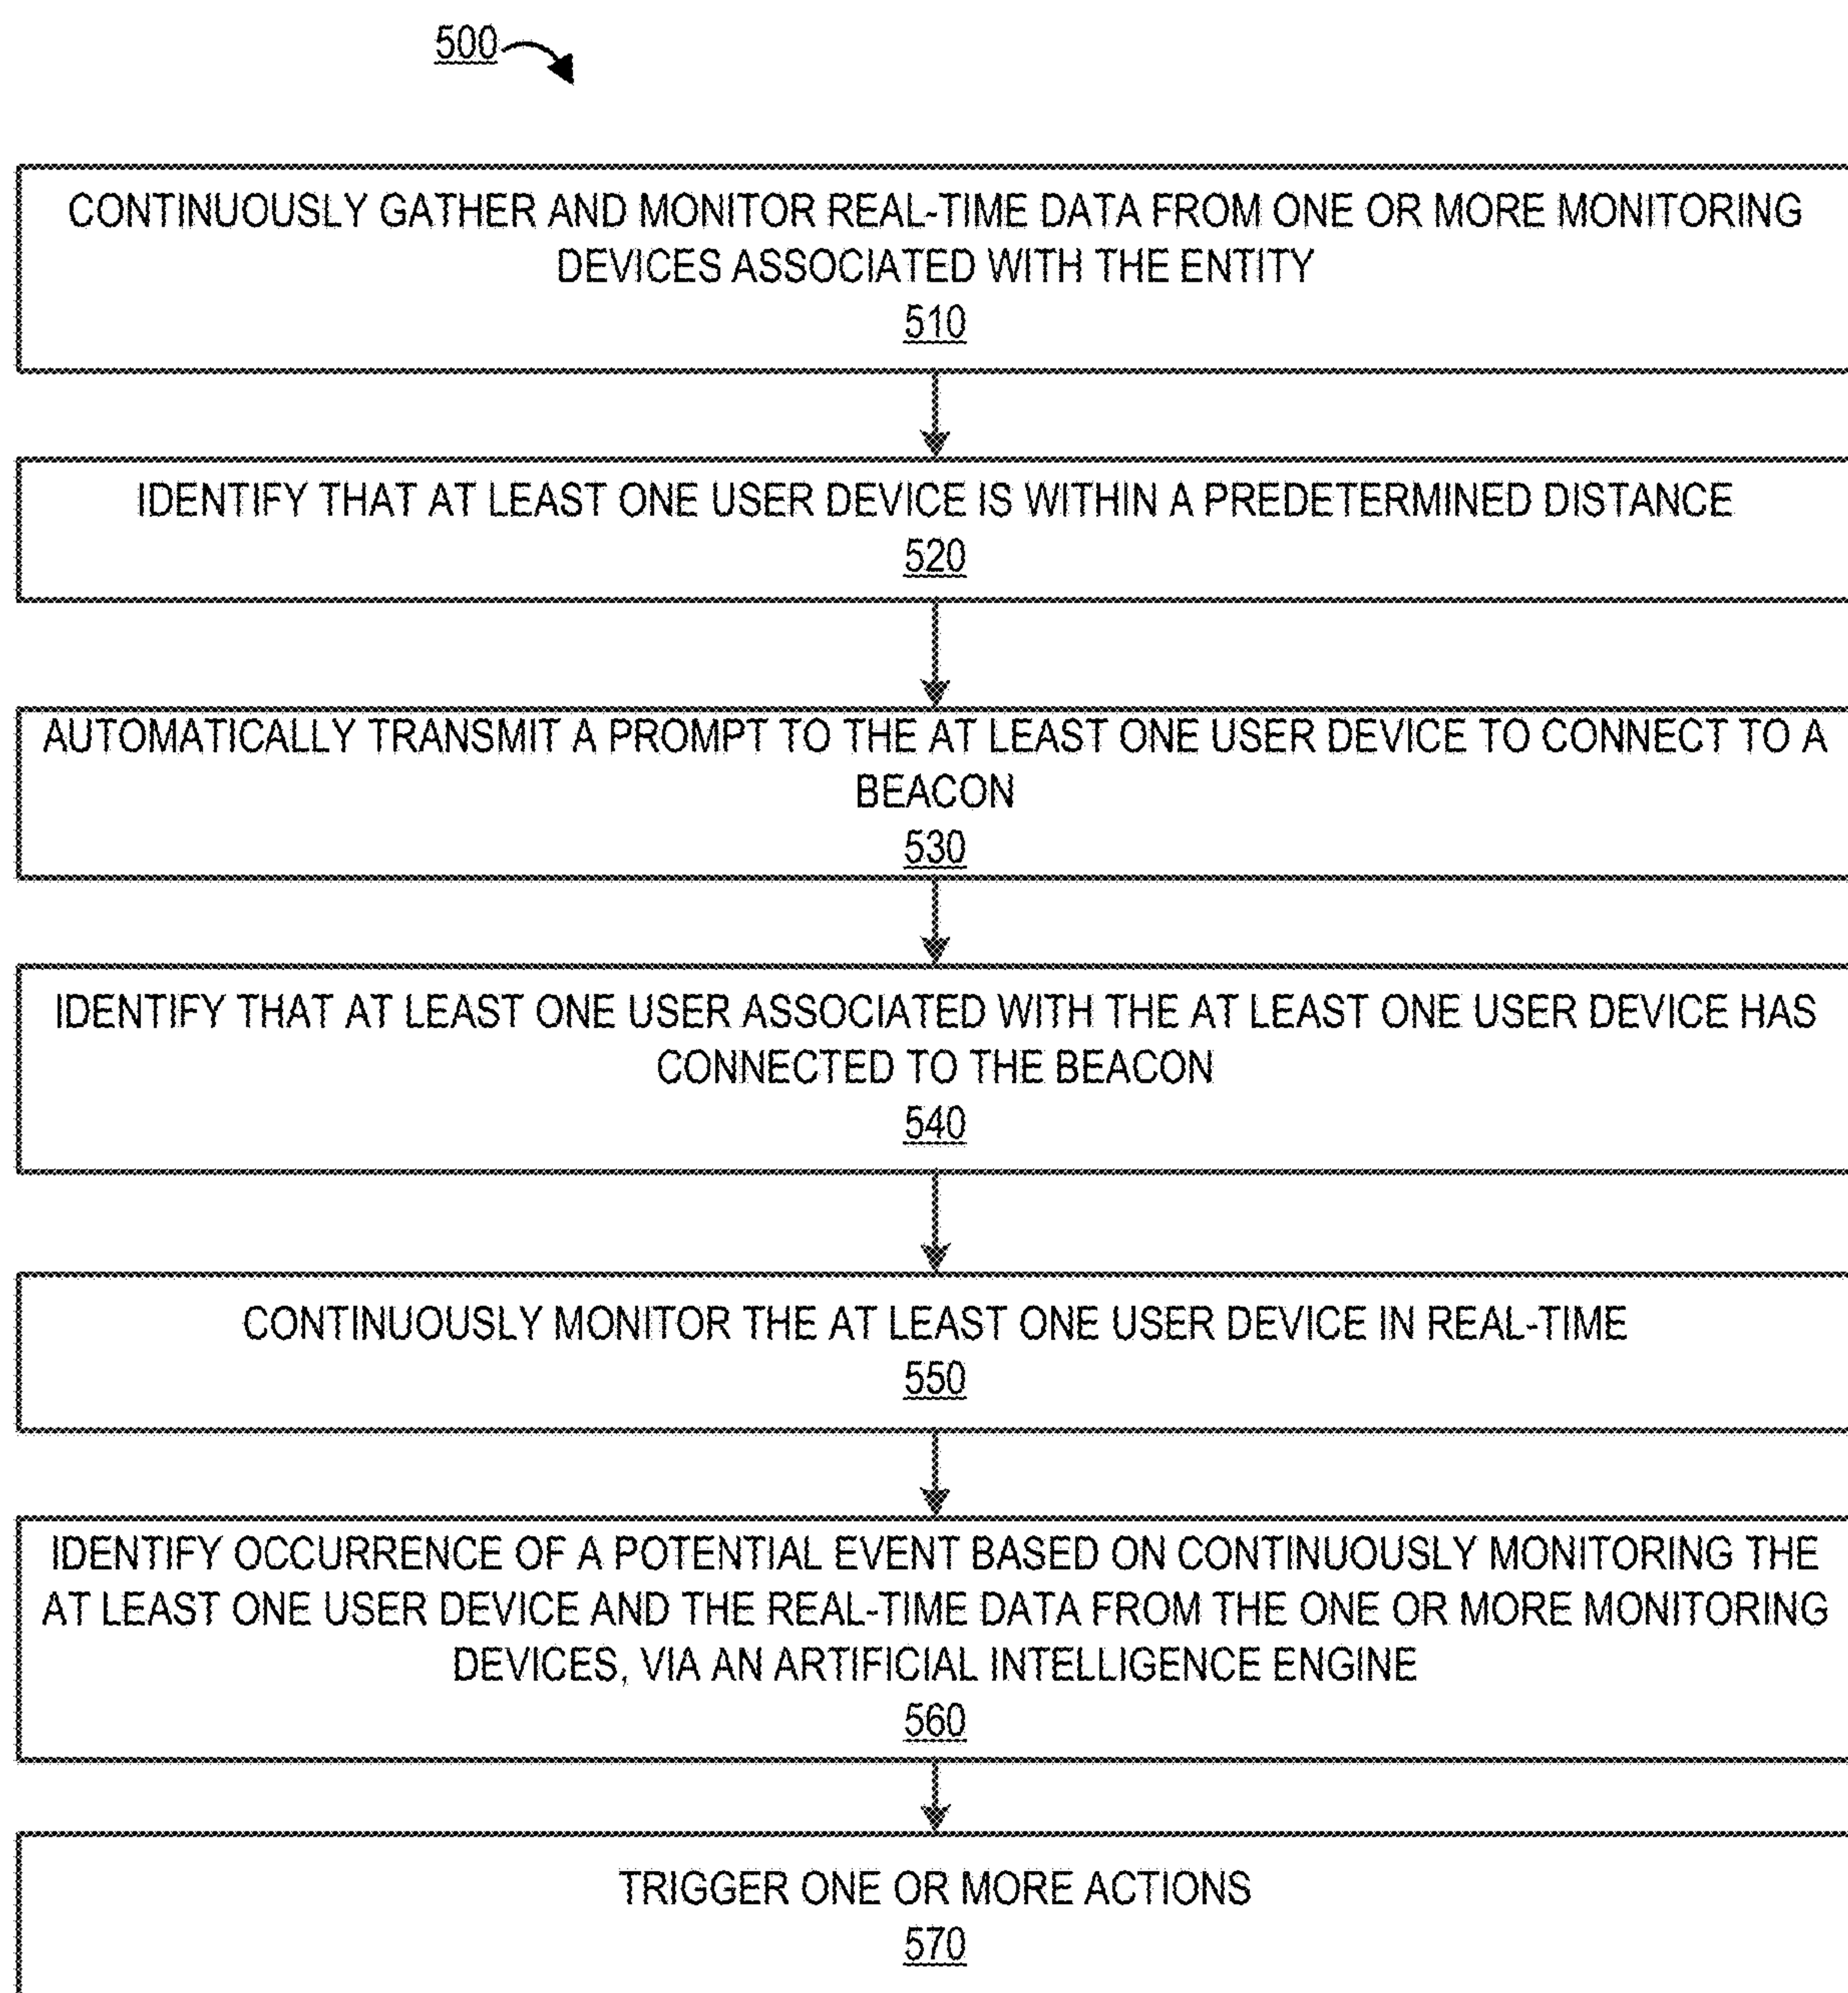 500
CONTINUOUSLY GATHER AND MONITOR REAL-TIME DATA FROM ONE OR MORE MONITORING
DEVICES ASSOCIATED WITH THE ENTITY
510
IDENTIFY THAT AT LEAST ONE USER DEVICE IS WITHIN A PREDETERMINED DISTANCE
520
AUTOMATICALLY TRANSMIT A PROMPT TO THE AT LEAST ONE USER DEVICE TO CONNECT TO A
BEACON
530
IDENTIFY THAT AT LEAST ONE USER ASSOCIATED WITH THE AT LEAST ONE USER DEVICE HAS
CONNECTED TO THE BEACON
540
CONTINUOUSLY MONITOR THE AT LEAST ONE USER DEVICE IN REAL-TIME
550
IDENTIFY OCCURRENCE OF A POTENTIAL EVENT BASED ON CONTINUOUSLY MONITORING THE
AT LEAST ONE USER DEVICE AND THE REAL-TIME DATA FROM THE ONE OR MORE MONITORING
DEVICES, VIA AN ARTIFICIAL INTELLIGENCE ENGINE
560
TRIGGER ONE OR MORE ACTIONS
570